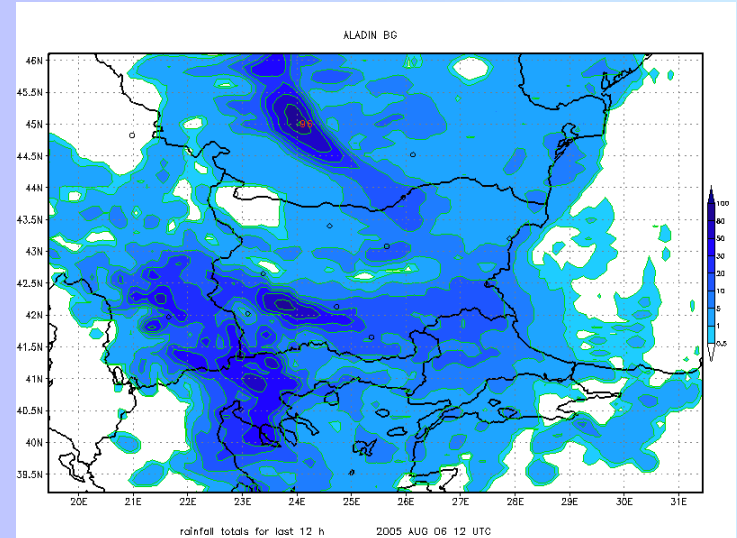 ALADIN BG
46N
45.5N
45N
44.5N
44N
43.5N
43N
42.5N
42N
41.5N
41N
40.5N
40N
39.5N
20E 21E 22E 23E 24E 25E 26E 27E 28E 29E 30E 31E
100
80
50
30
20
10
5
1
0.5
rainfall totals for last 12 h 2005 AUG 06 12 UTC